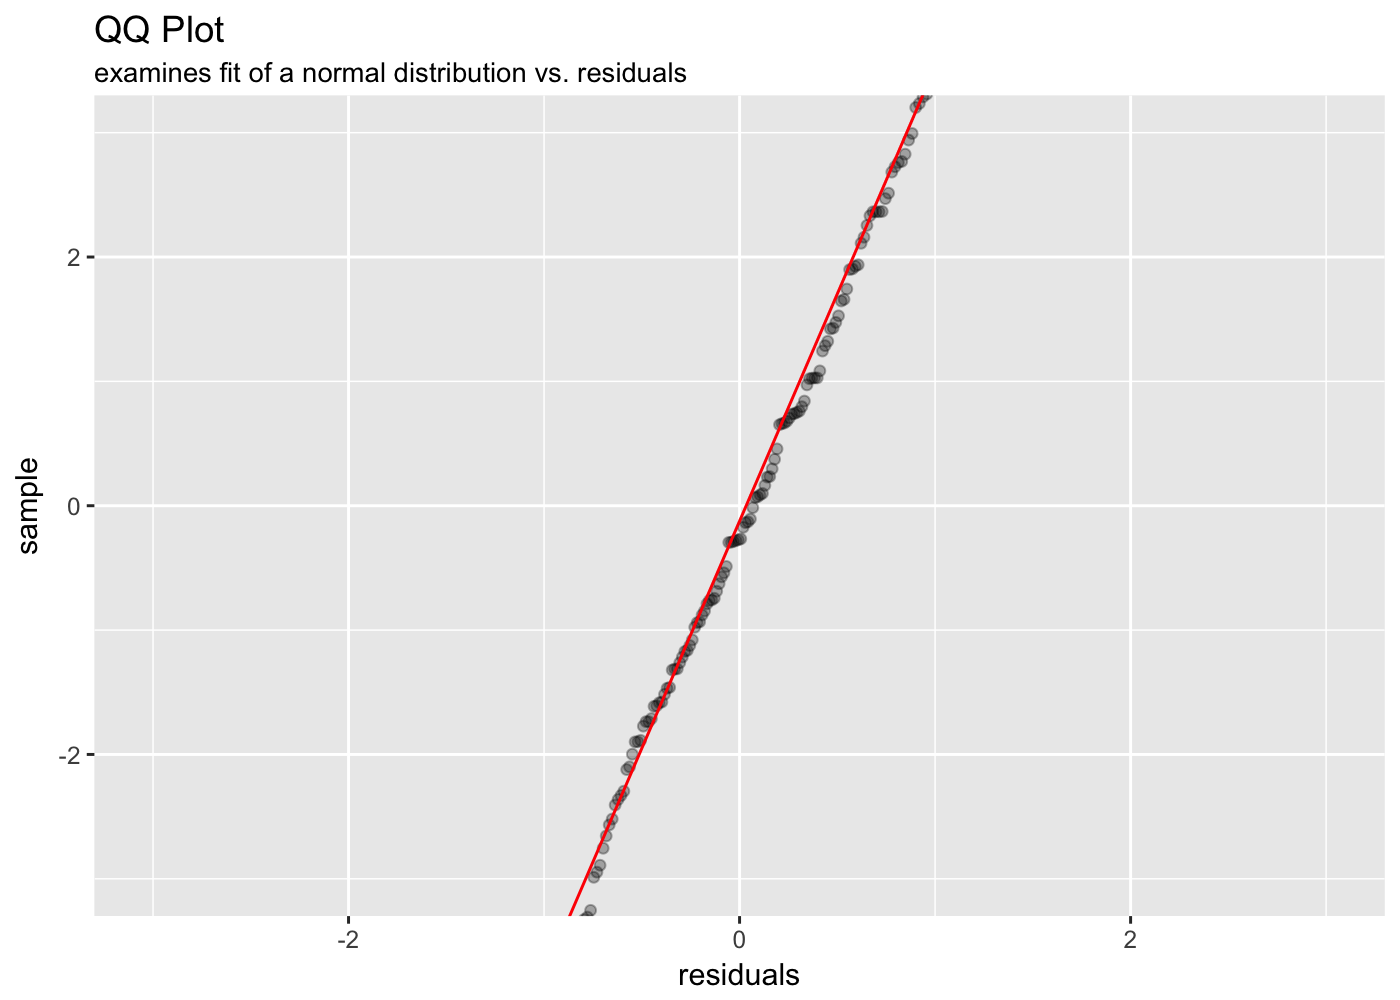 QQ Plot
examines fit of a normal distribution vs. residuals
2
0
-2
sample
-2
0
2
residuals